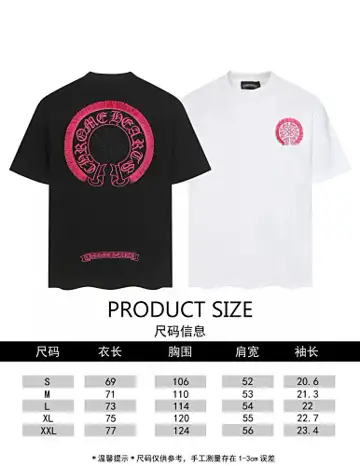 CHROME HEARTS
PRODUCT SIZE
尺码信息
尺码 衣长 胸围 肩宽 袖长
S 69 106 52 20.6
M 71 110 53 21.3
L 73 114 54 22
XL 75 120 55 22.7
XXL 77 124 56 23.4
* 温馨提示 * 尺码仅供参考，手工测量存在1-3cm 误差